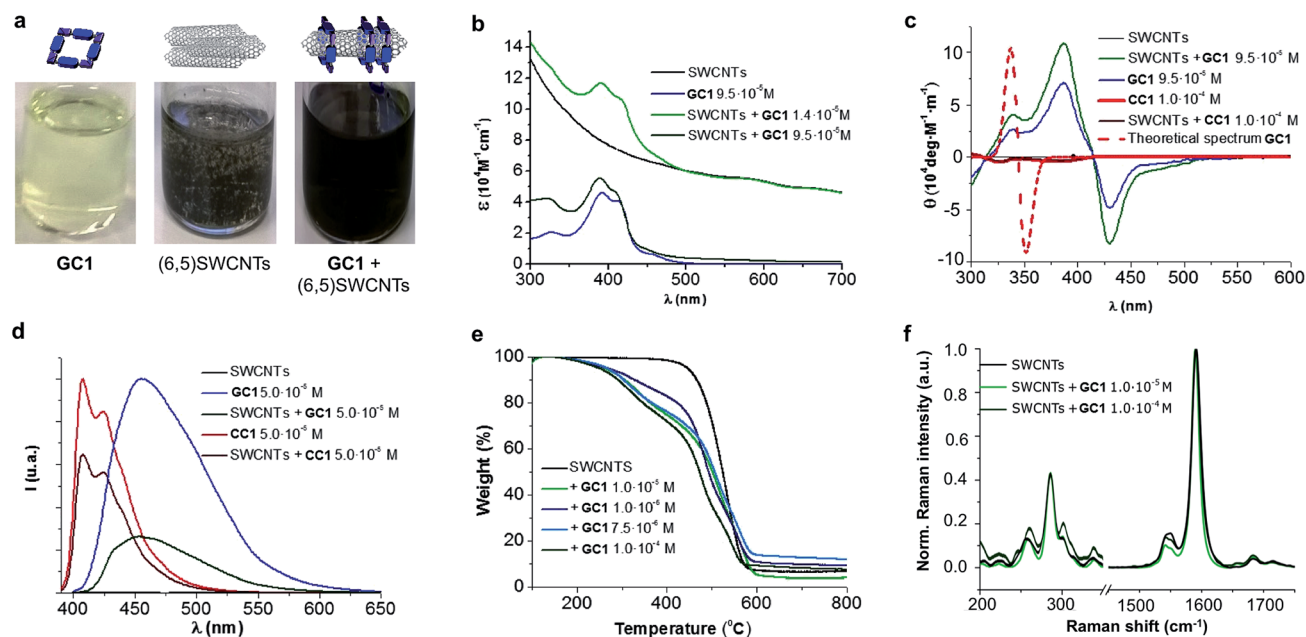 a
GC1
(6,5)SWCNTs
GC1 +
(6,5)SWCNTs
b
14
12
10
8
6
4
2
0
ε (10⁴M⁻¹cm⁻¹)
SWCNTs
GC1 9.5·10⁻⁵M
SWCNTs + GC1 1.4·10⁻⁵M
SWCNTs + GC1 9.5·10⁻⁵M
300 400 500 600 700
λ (nm)
c
10
5
0
-5
-10
θ (10⁴deg·M⁻¹·m⁻¹)
SWCNTs
SWCNTs + GC1 9.5·10⁻⁵ M
GC1 9.5·10⁻⁵ M
CC1 1.0·10⁻⁴ M
SWCNTs + CC1 1.0·10⁻⁴ M
Theoretical spectrum GC1
300 350 400 450 500 550 600
λ (nm)
d
I (u.a.)
SWCNTs
GC1 5.0·10⁻⁵ M
SWCNTs + GC1 5.0·10⁻⁵ M
CC1 5.0·10⁻⁵ M
SWCNTs + CC1 5.0·10⁻⁵ M
400 450 500 550 600 650
λ (nm)
e
100
80
60
40
20
0
Weight (%)
SWCNTS
+ GC1 1.0·10⁻⁵ M
+ GC1 1.0·10⁻⁶ M
+ GC1 7.5·10⁻⁶ M
+ GC1 1.0·10⁻⁴ M
200 400 600 800
Temperature (⁰C)
f
1.0
0.8
0.6
0.4
0.2
0.0
Norm. Raman intensity (a.u.)
SWCNTs
SWCNTs + GC1 1.0·10⁻⁵ M
SWCNTs + GC1 1.0·10⁻⁴ M
200 300 1500 1600 1700
Raman shift (cm⁻¹)